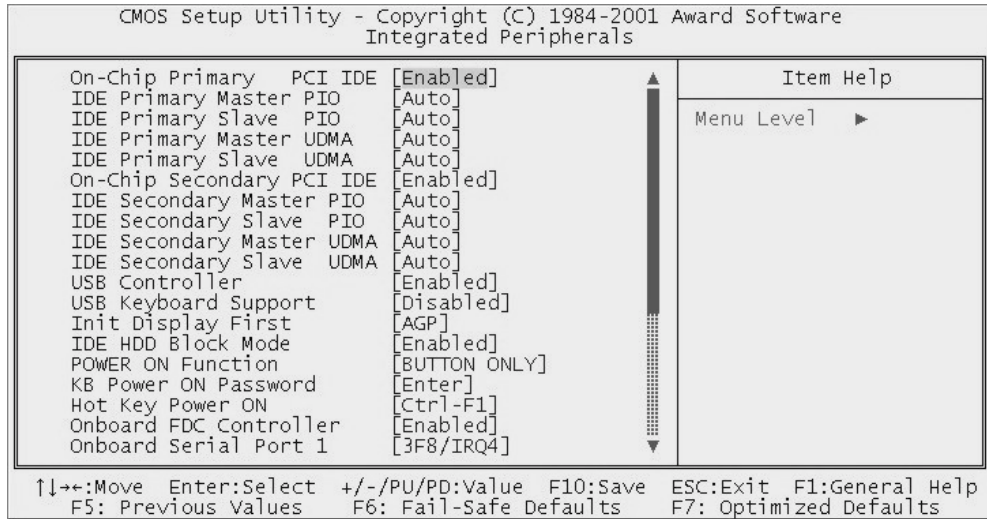 CMOS Setup Utility - Copyright (C) 1984-2001 Award Software
Integrated Peripherals
On-Chip Primary PCI IDE [Enabled]
IDE Primary Master PIO [Auto]
IDE Primary Slave PIO [Auto]
IDE Primary Master UDMA [Auto]
IDE Primary Slave UDMA [Auto]
On-Chip Secondary PCI IDE [Enabled]
IDE Secondary Master PIO [Auto]
IDE Secondary Slave PIO [Auto]
IDE Secondary Master UDMA [Auto]
IDE Secondary Slave UDMA [Auto]
USB Controller [Enabled]
USB Keyboard Support [Disabled]
Init Display First [AGP]
IDE HDD Block Mode [Enabled]
POWER ON Function [BUTTON ONLY]
KB Power ON Password [Enter]
Hot Key Power ON [Ctrl-F1]
Onboard FDC Controller [Enabled]
Onboard Serial Port 1 [3F8/IRQ4]
Item Help
Menu Level ►
↑↓→←:Move Enter:Select +/-/PU/PD:Value F10:Save ESC:Exit F1:General Help
F5: Previous Values F6: Fail-Safe Defaults F7: Optimized Defaults